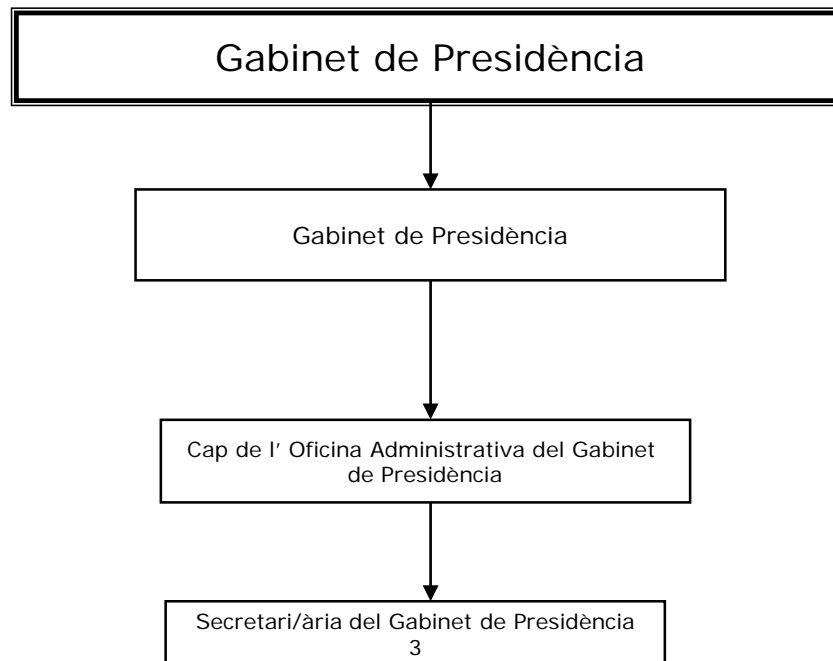 Gabinet de Presidència
Gabinet de Presidència
Cap de l' Oficina Administrativa del Gabinet
de Presidència
Secretari/ària del Gabinet de Presidència
3